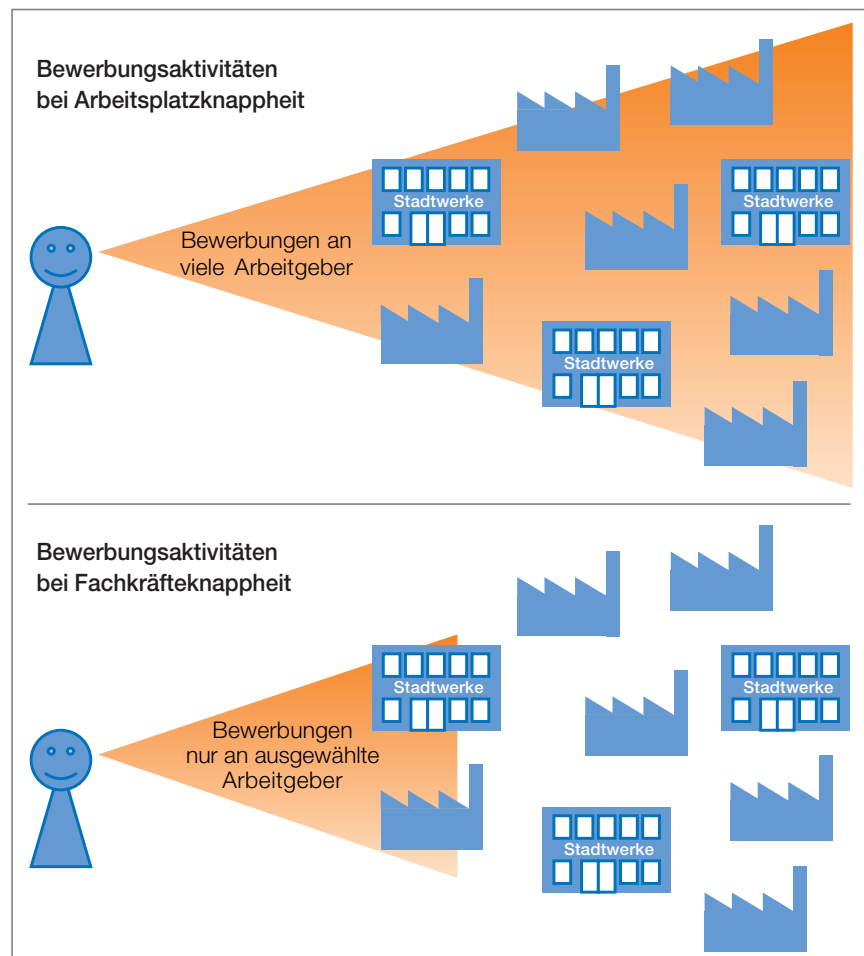 Bewerbungsaktivitäten
bei Arbeitsplatzknappheit
Stadtwerke
Stadtwerke
Bewerbungen an
viele Arbeitgeber
Stadtwerke
Bewerbungsaktivitäten
bei Fachkräfteknappheit
Stadtwerke
Stadtwerke
Bewerbungen
nur an ausgewählte
Arbeitgeber
Stadtwerke